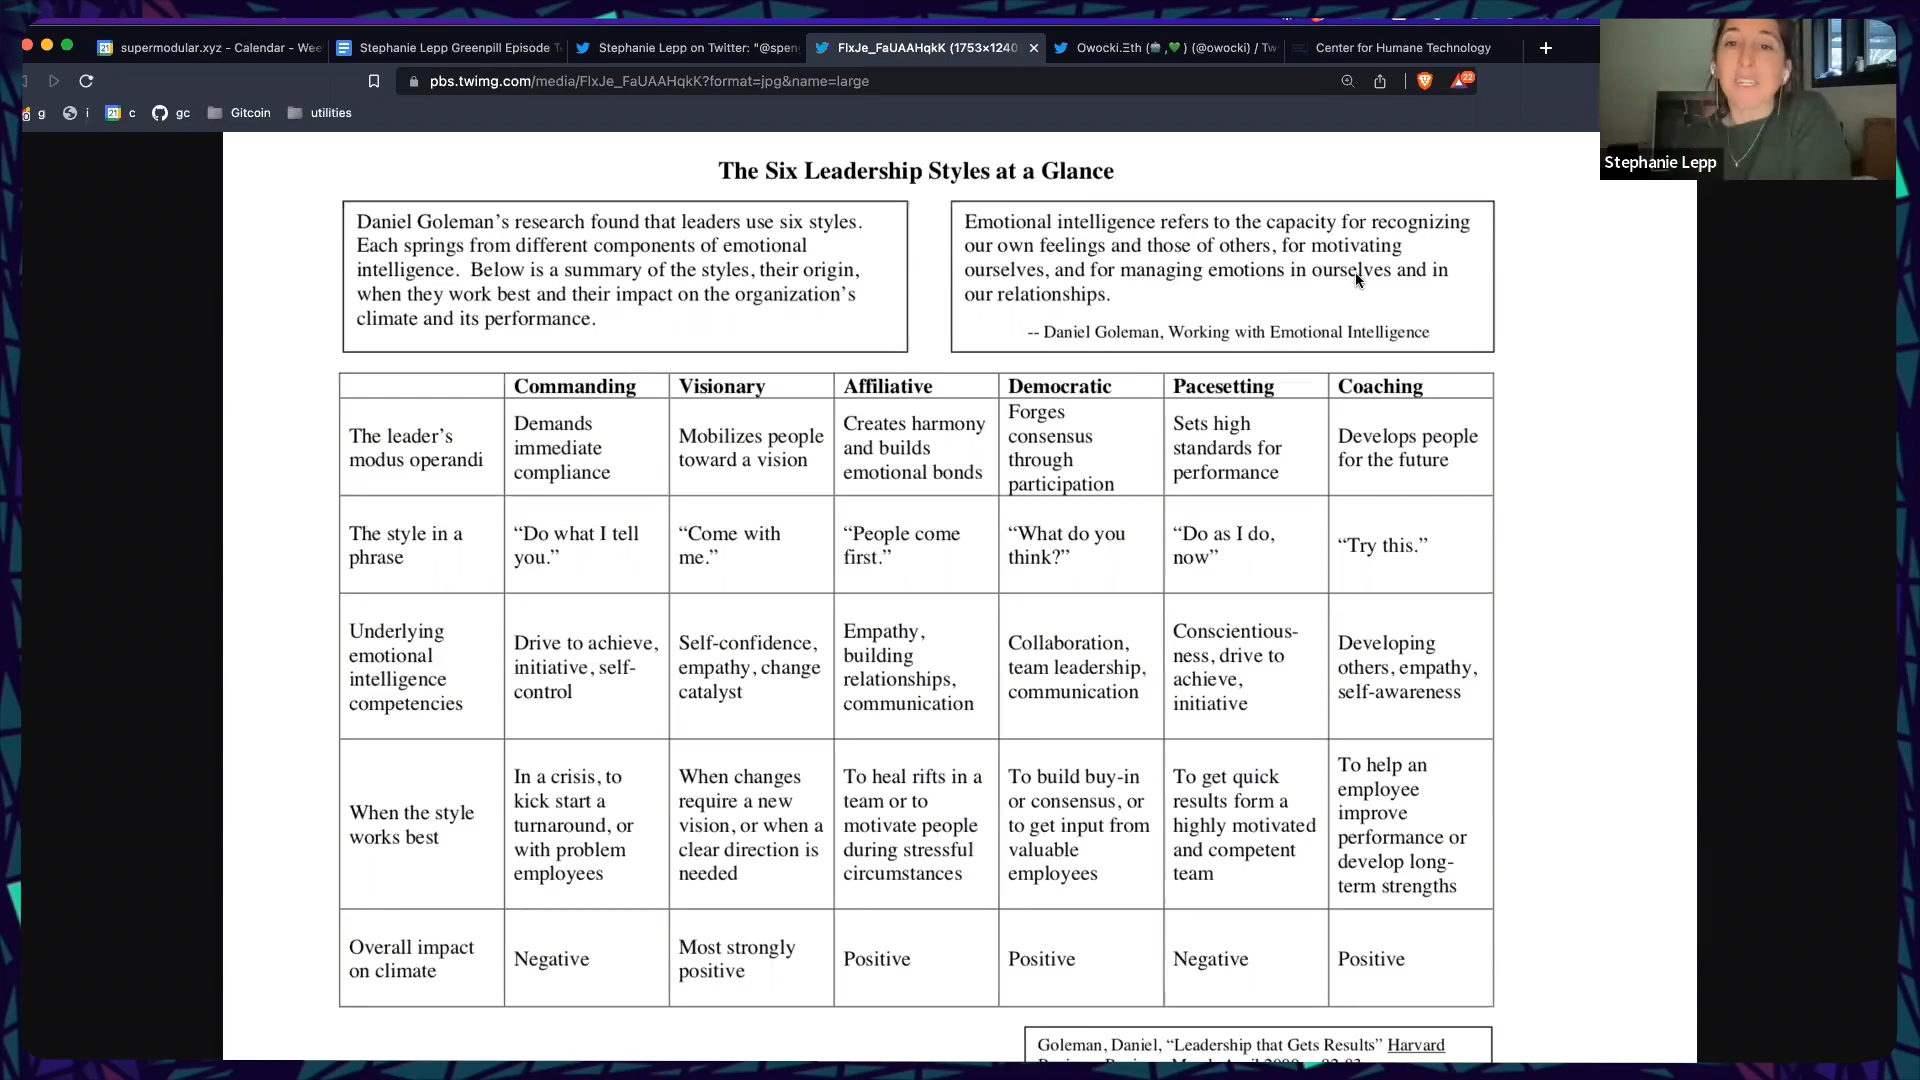 supermodular.xyz - Calendar - Wee
Stephanie Lepp Greenpill Episode
Stephanie Lepp on Twitter: "@spen
FlxJe_FaUAAHqkK (1753×1240
Owocki.Ξth (🤖,💚) (@owocki) / Tw
Center for Humane Technology
pbs.twimg.com/media/FlxJe_FaUAAHqkK?format=jpg&name=large
22
g
i
21
c
gc
Gitcoin
utilities
Stephanie Lepp
The Six Leadership Styles at a Glance
Daniel Goleman’s research found that leaders use six styles.
Each springs from different components of emotional
intelligence.  Below is a summary of the styles, their origin,
when they work best and their impact on the organization’s
climate and its performance.
Emotional intelligence refers to the capacity for recognizing
our own feelings and those of others, for motivating
ourselves, and for managing emotions in ourselves and in
our relationships.
-- Daniel Goleman, Working with Emotional Intelligence
Commanding
Visionary
Affiliative
Democratic
Pacesetting
Coaching
The leader’s
modus operandi
Demands
immediate
compliance
Mobilizes people
toward a vision
Creates harmony
and builds
emotional bonds
Forges
consensus
through
participation
Sets high
standards for
performance
Develops people
for the future
The style in a
phrase
“Do what I tell
you.”
“Come with
me.”
“People come
first.”
“What do you
think?”
“Do as I do,
now”
“Try this.”
Underlying
emotional
intelligence
competencies
Drive to achieve,
initiative, self-
control
Self-confidence,
empathy, change
catalyst
Empathy,
building
relationships,
communication
Collaboration,
team leadership,
communication
Conscientious-
ness, drive to
achieve,
initiative
Developing
others, empathy,
self-awareness
When the style
works best
In a crisis, to
kick start a
turnaround, or
with problem
employees
When changes
require a new
vision, or when a
clear direction is
needed
To heal rifts in a
team or to
motivate people
during stressful
circumstances
To build buy-in
or consensus, or
to get input from
valuable
employees
To get quick
results form a
highly motivated
and competent
team
To help an
employee
improve
performance or
develop long-
term strengths
Overall impact
on climate
Negative
Most strongly
positive
Positive
Positive
Negative
Positive
Goleman, Daniel, “Leadership that Gets Results” Harvard